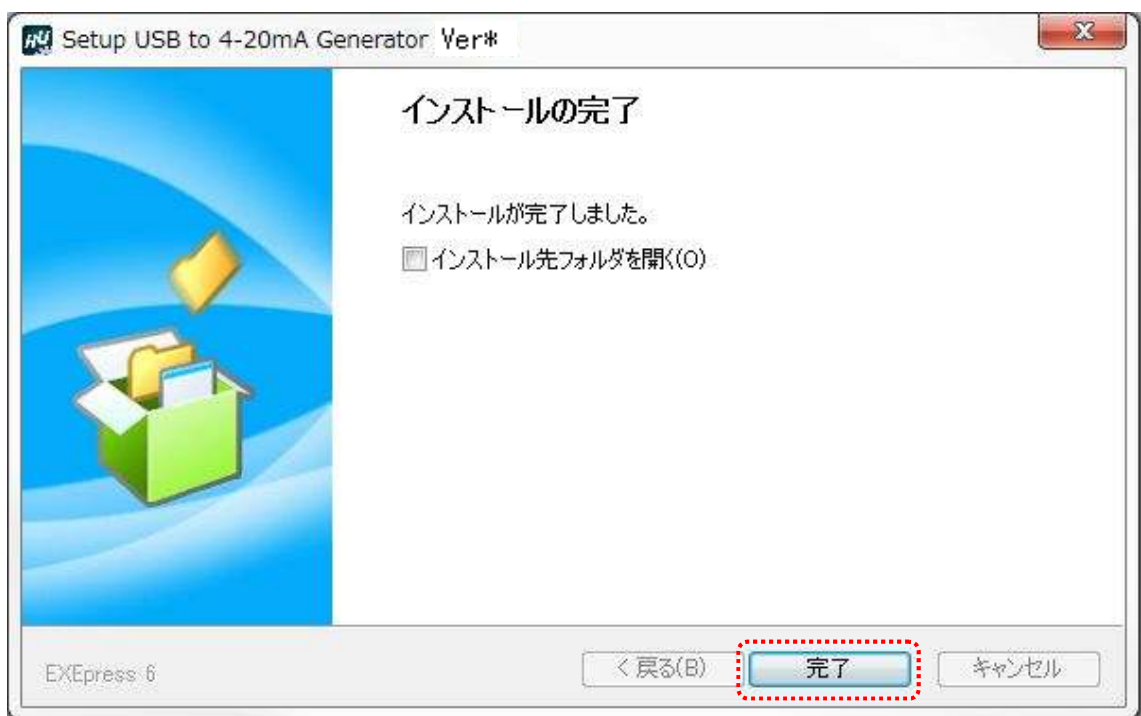 Setup USB to 4-20mA Generator Ver*
インストールの完了
インストールが完了しました。
インストール先フォルダを開く(O)
EXEpress 6
< 戻る(B)
完了
キャンセル